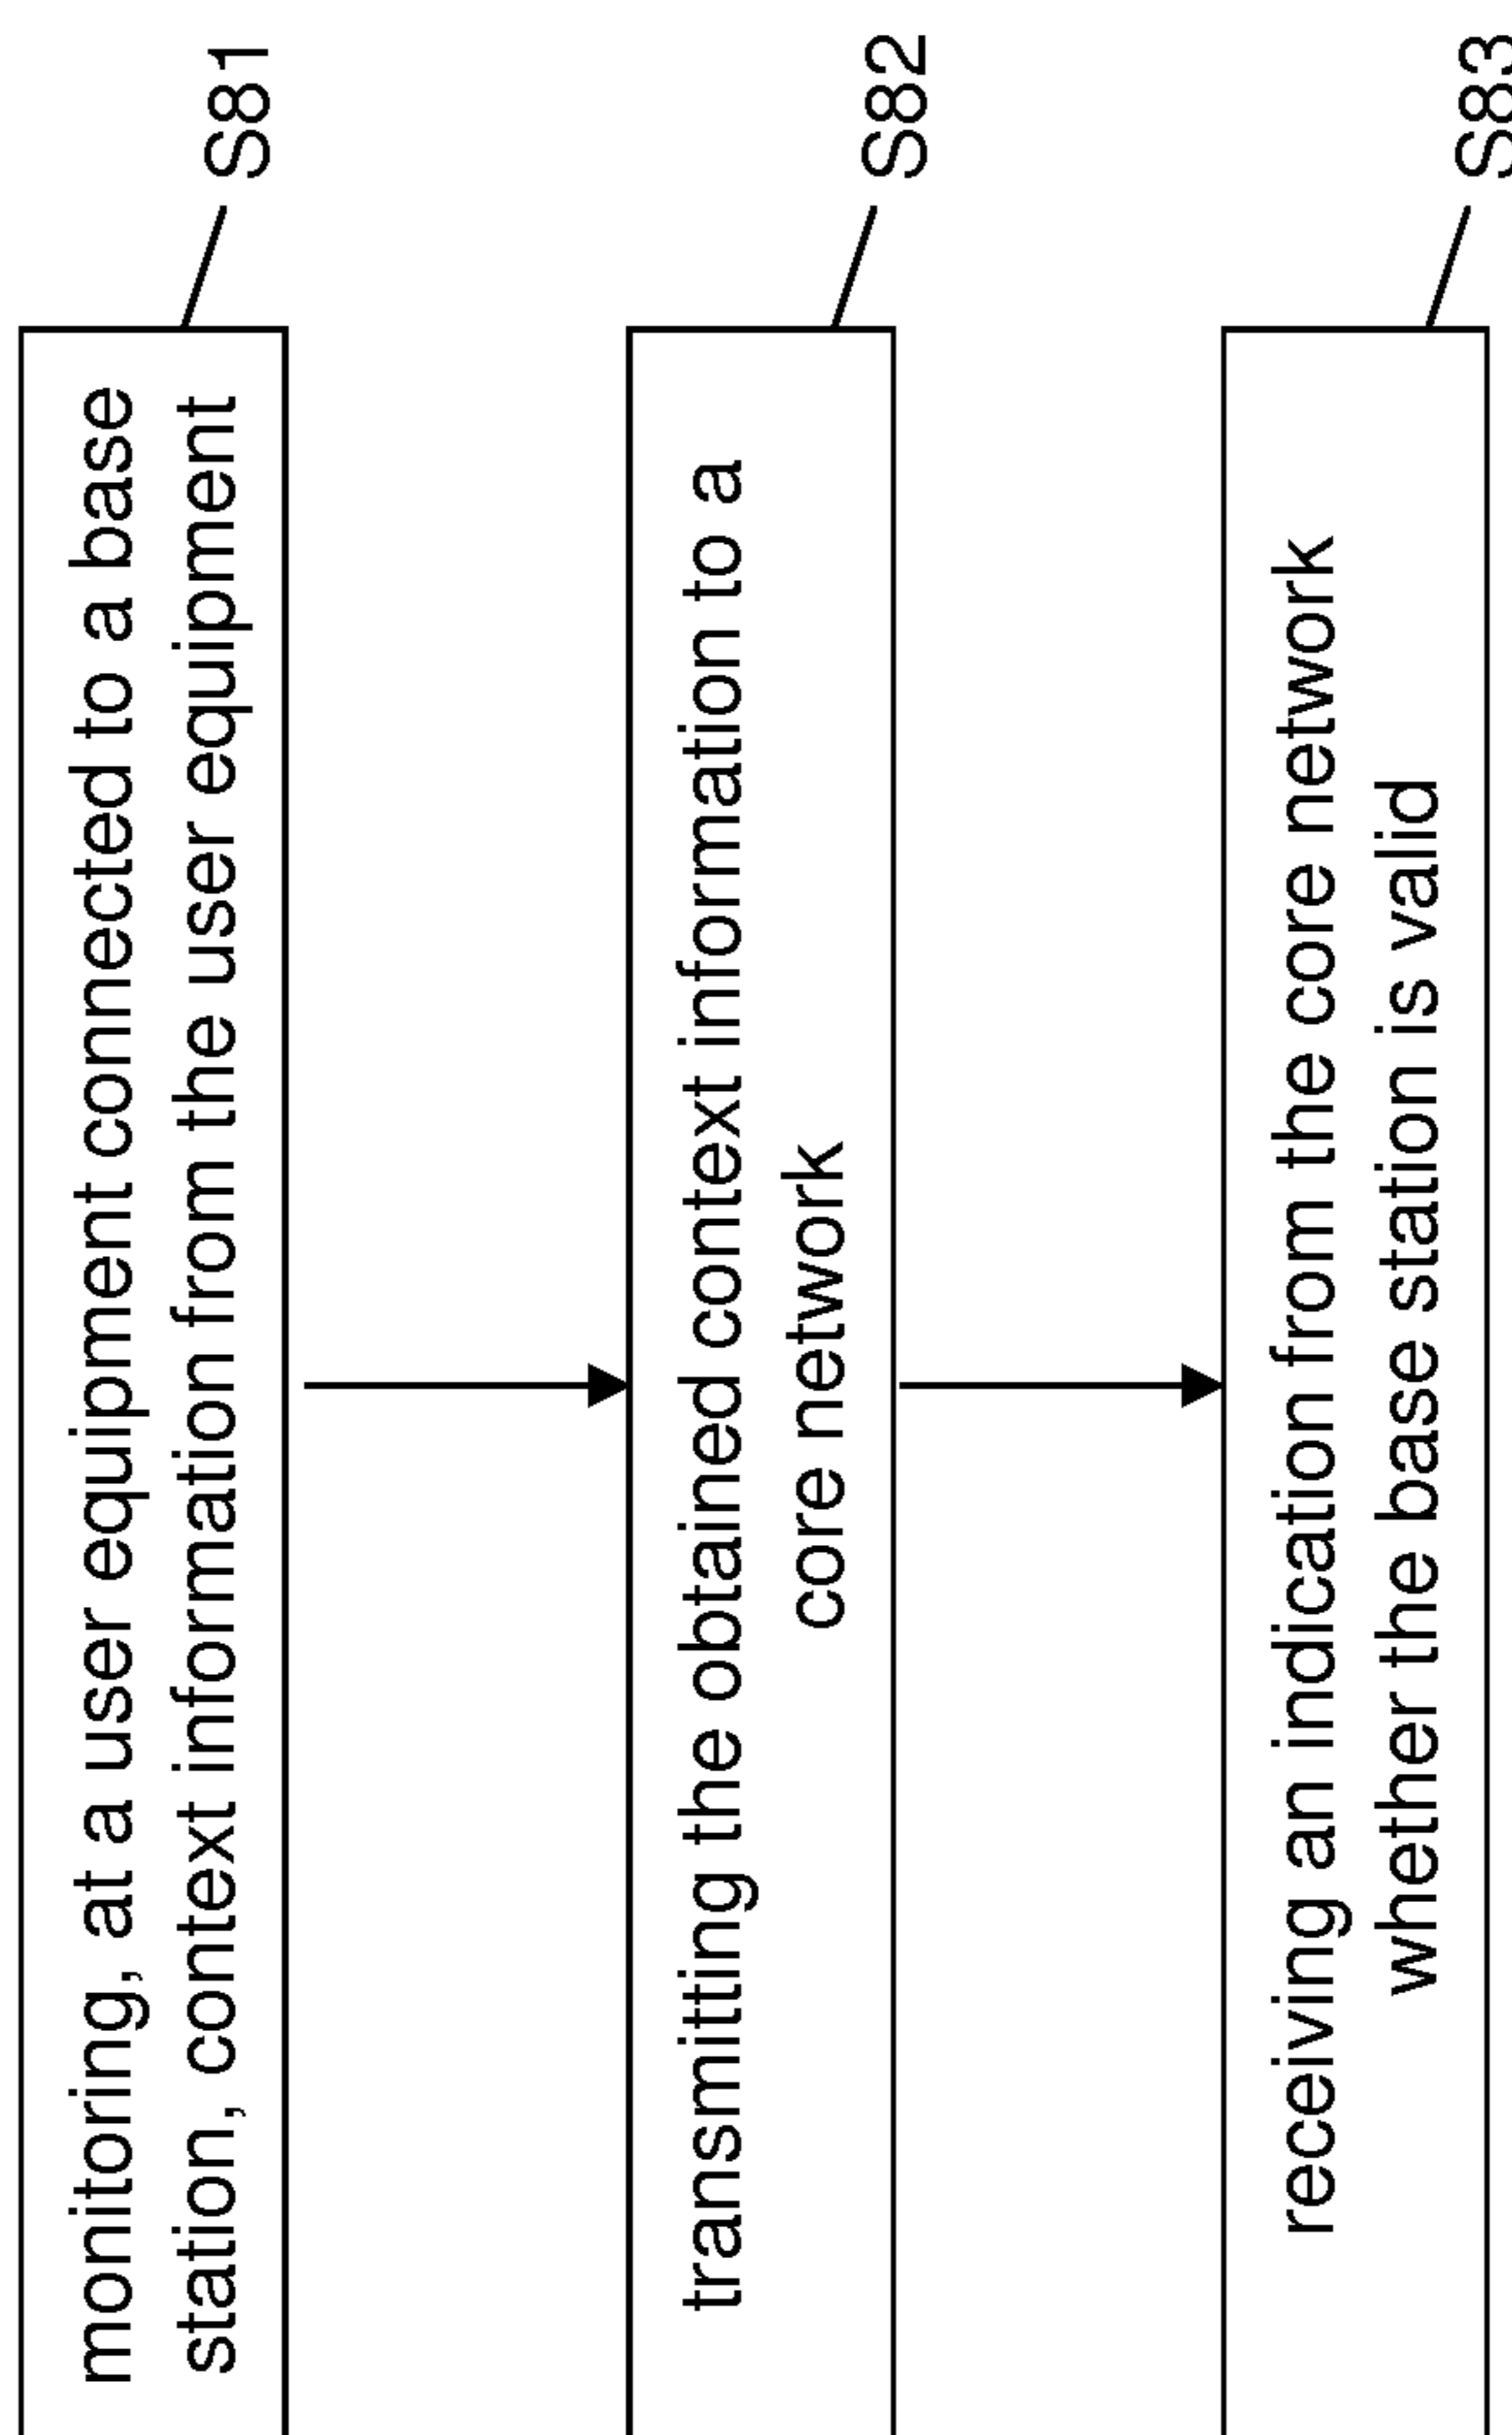 monitoring, at a user equipment connected to a base
station, context information from the user equipment
S81
transmitting the obtained context information to a
core network
S82
receiving an indication from the core network
whether the base station is valid
S83